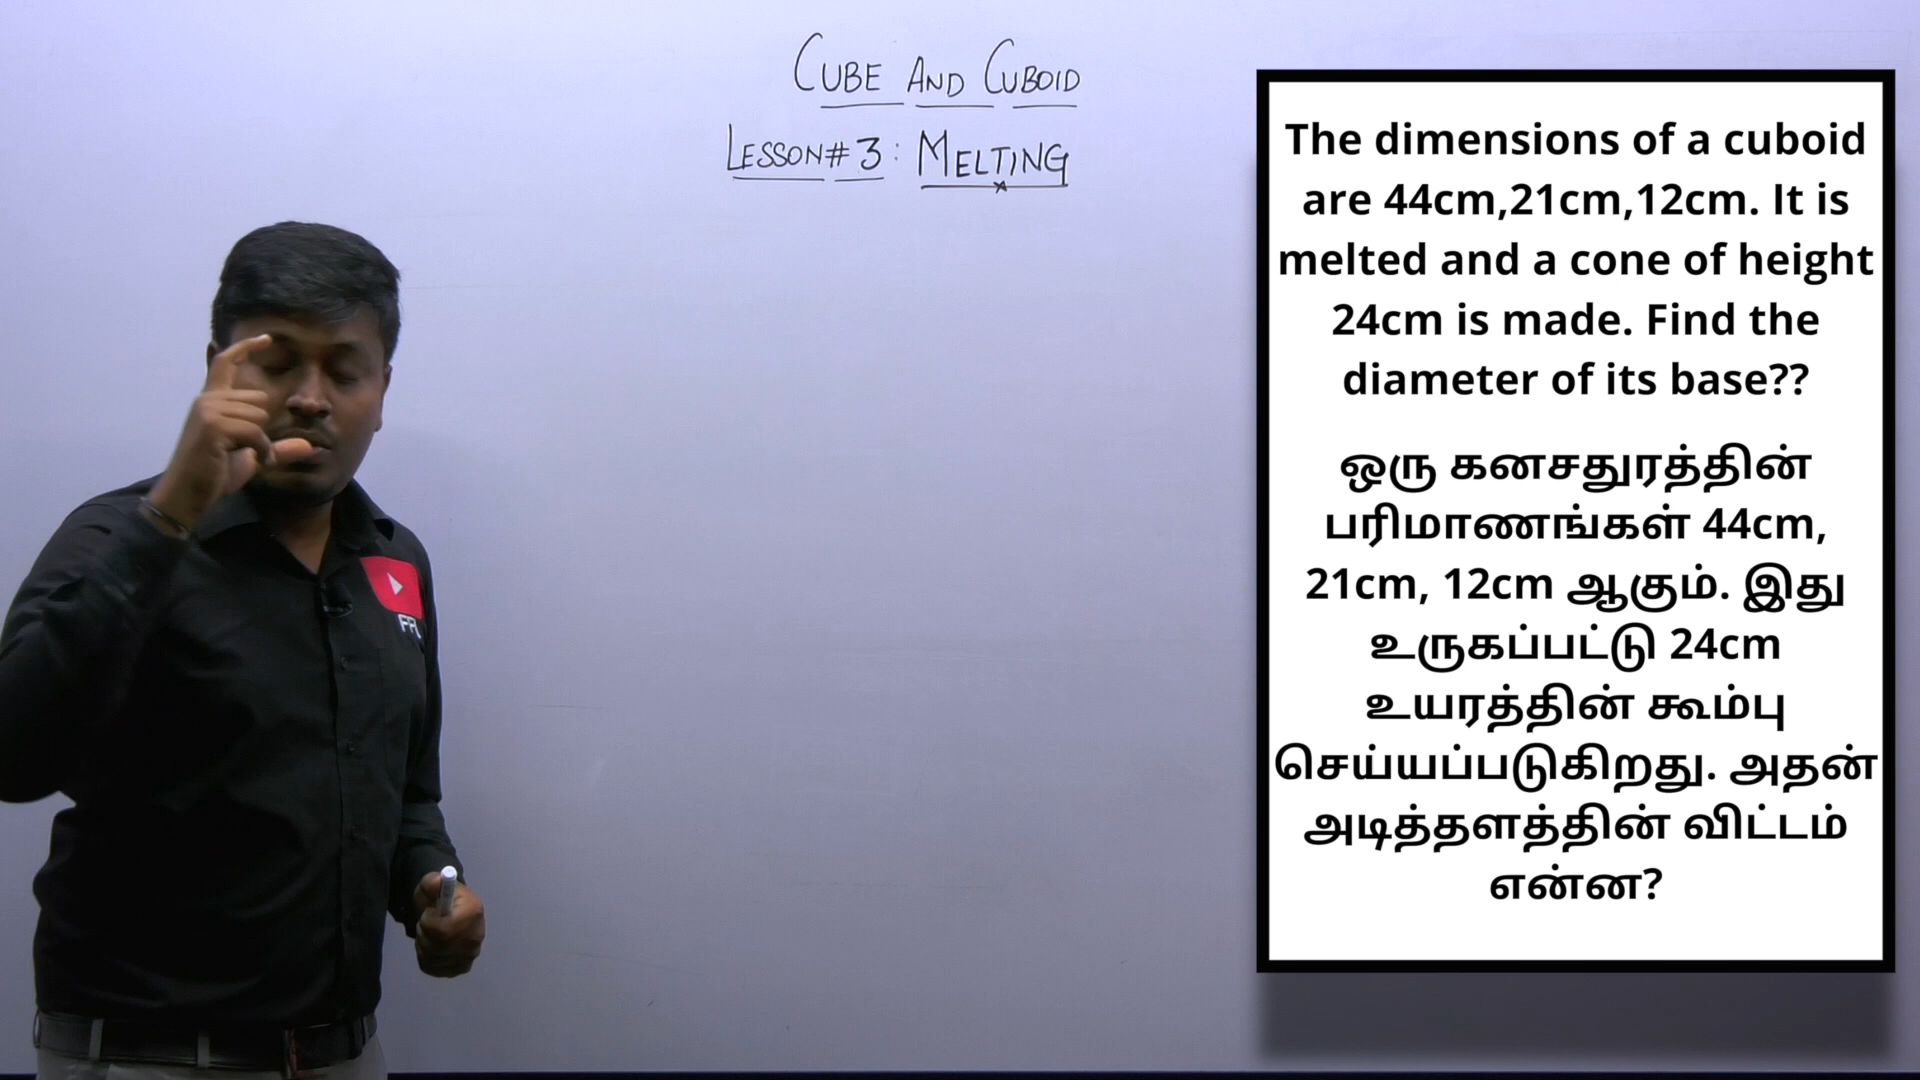 CUBE AND CUBOID
LESSON# 3 : MELTING
The dimensions of a cuboid
are 44cm,21cm,12cm. It is
melted and a cone of height
24cm is made. Find the
diameter of its base??
ஒரு கனசதுரத்தின்
பரிமாணங்கள் 44cm,
21cm, 12cm ஆகும். இது
உருகப்பட்டு 24cm
உயரத்தின் கூம்பு
செய்யப்படுகிறது. அதன்
அடித்தளத்தின் விட்டம்
என்ன?